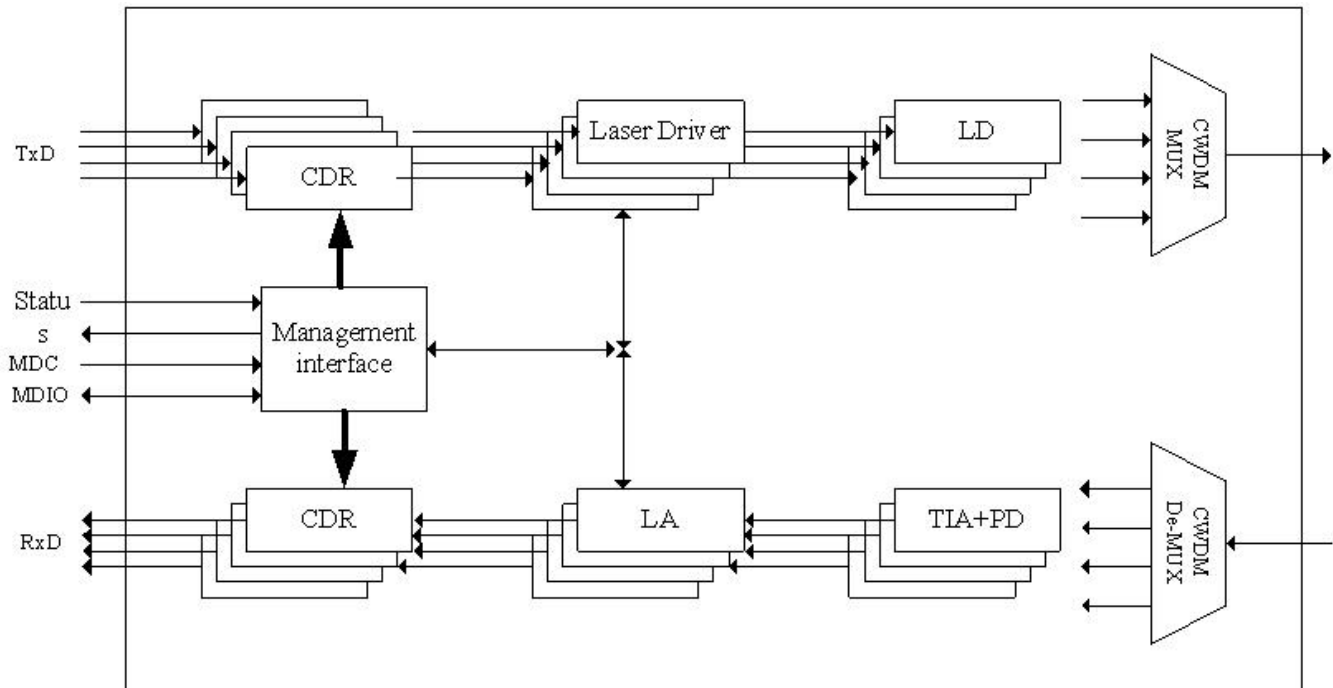 TxD
CDR
Laser Driver
LD
CWDM
MUX
Statu
s
MDC
MDIO
Management
interface
RxD
CDR
LA
TIA+PD
CWDM
De-MUX